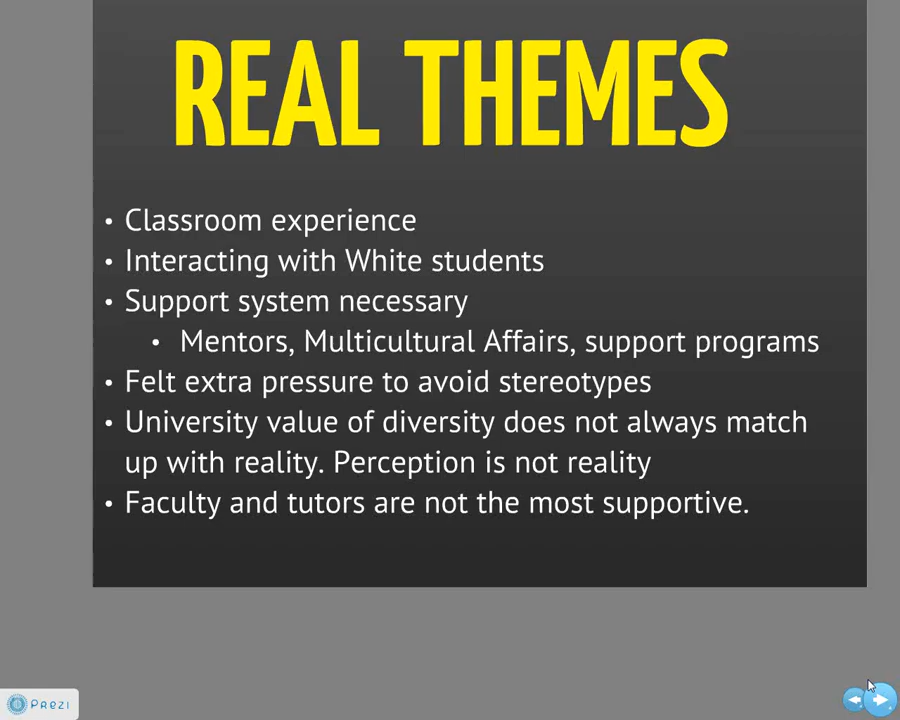 REAL THEMES
• Classroom experience
• Interacting with White students
• Support system necessary
• Mentors, Multicultural Affairs, support programs
• Felt extra pressure to avoid stereotypes
• University value of diversity does not always match
up with reality. Perception is not reality
• Faculty and tutors are not the most supportive.
PREZI